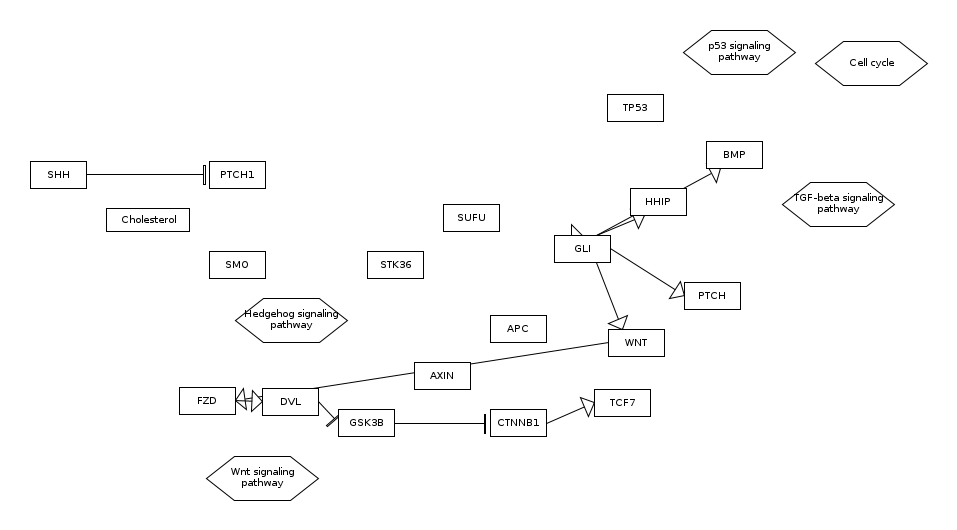 p53 signaling
pathway
Cell cycle
TP53
BMP
SHH
PTCH1
HHIP
TGF-beta signaling
pathway
Cholesterol
SUFU
GLI
SMO
STK36
PTCH
Hedgehog signaling
pathway
APC
WNT
AXIN
FZD
DVL
TCF7
GSK3B
CTNNB1
Wnt signaling
pathway